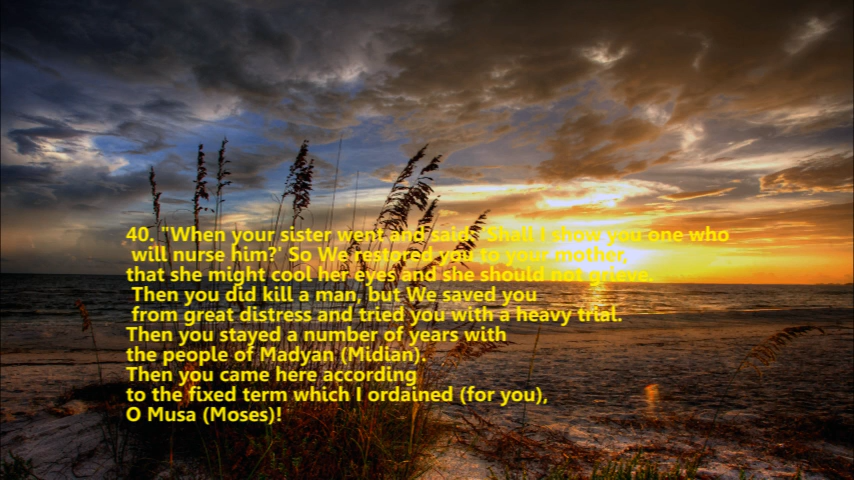 40. "When your sister went and said: 'Shall I show you one who
will nurse him?' So We restored you to your mother,
that she might cool her eyes and she should not grieve.
Then you did kill a man, but We saved you
from great distress and tried you with a heavy trial.
Then you stayed a number of years with
the people of Madyan (Midian).
Then you came here according
to the fixed term which I ordained (for you),
O Musa (Moses)!